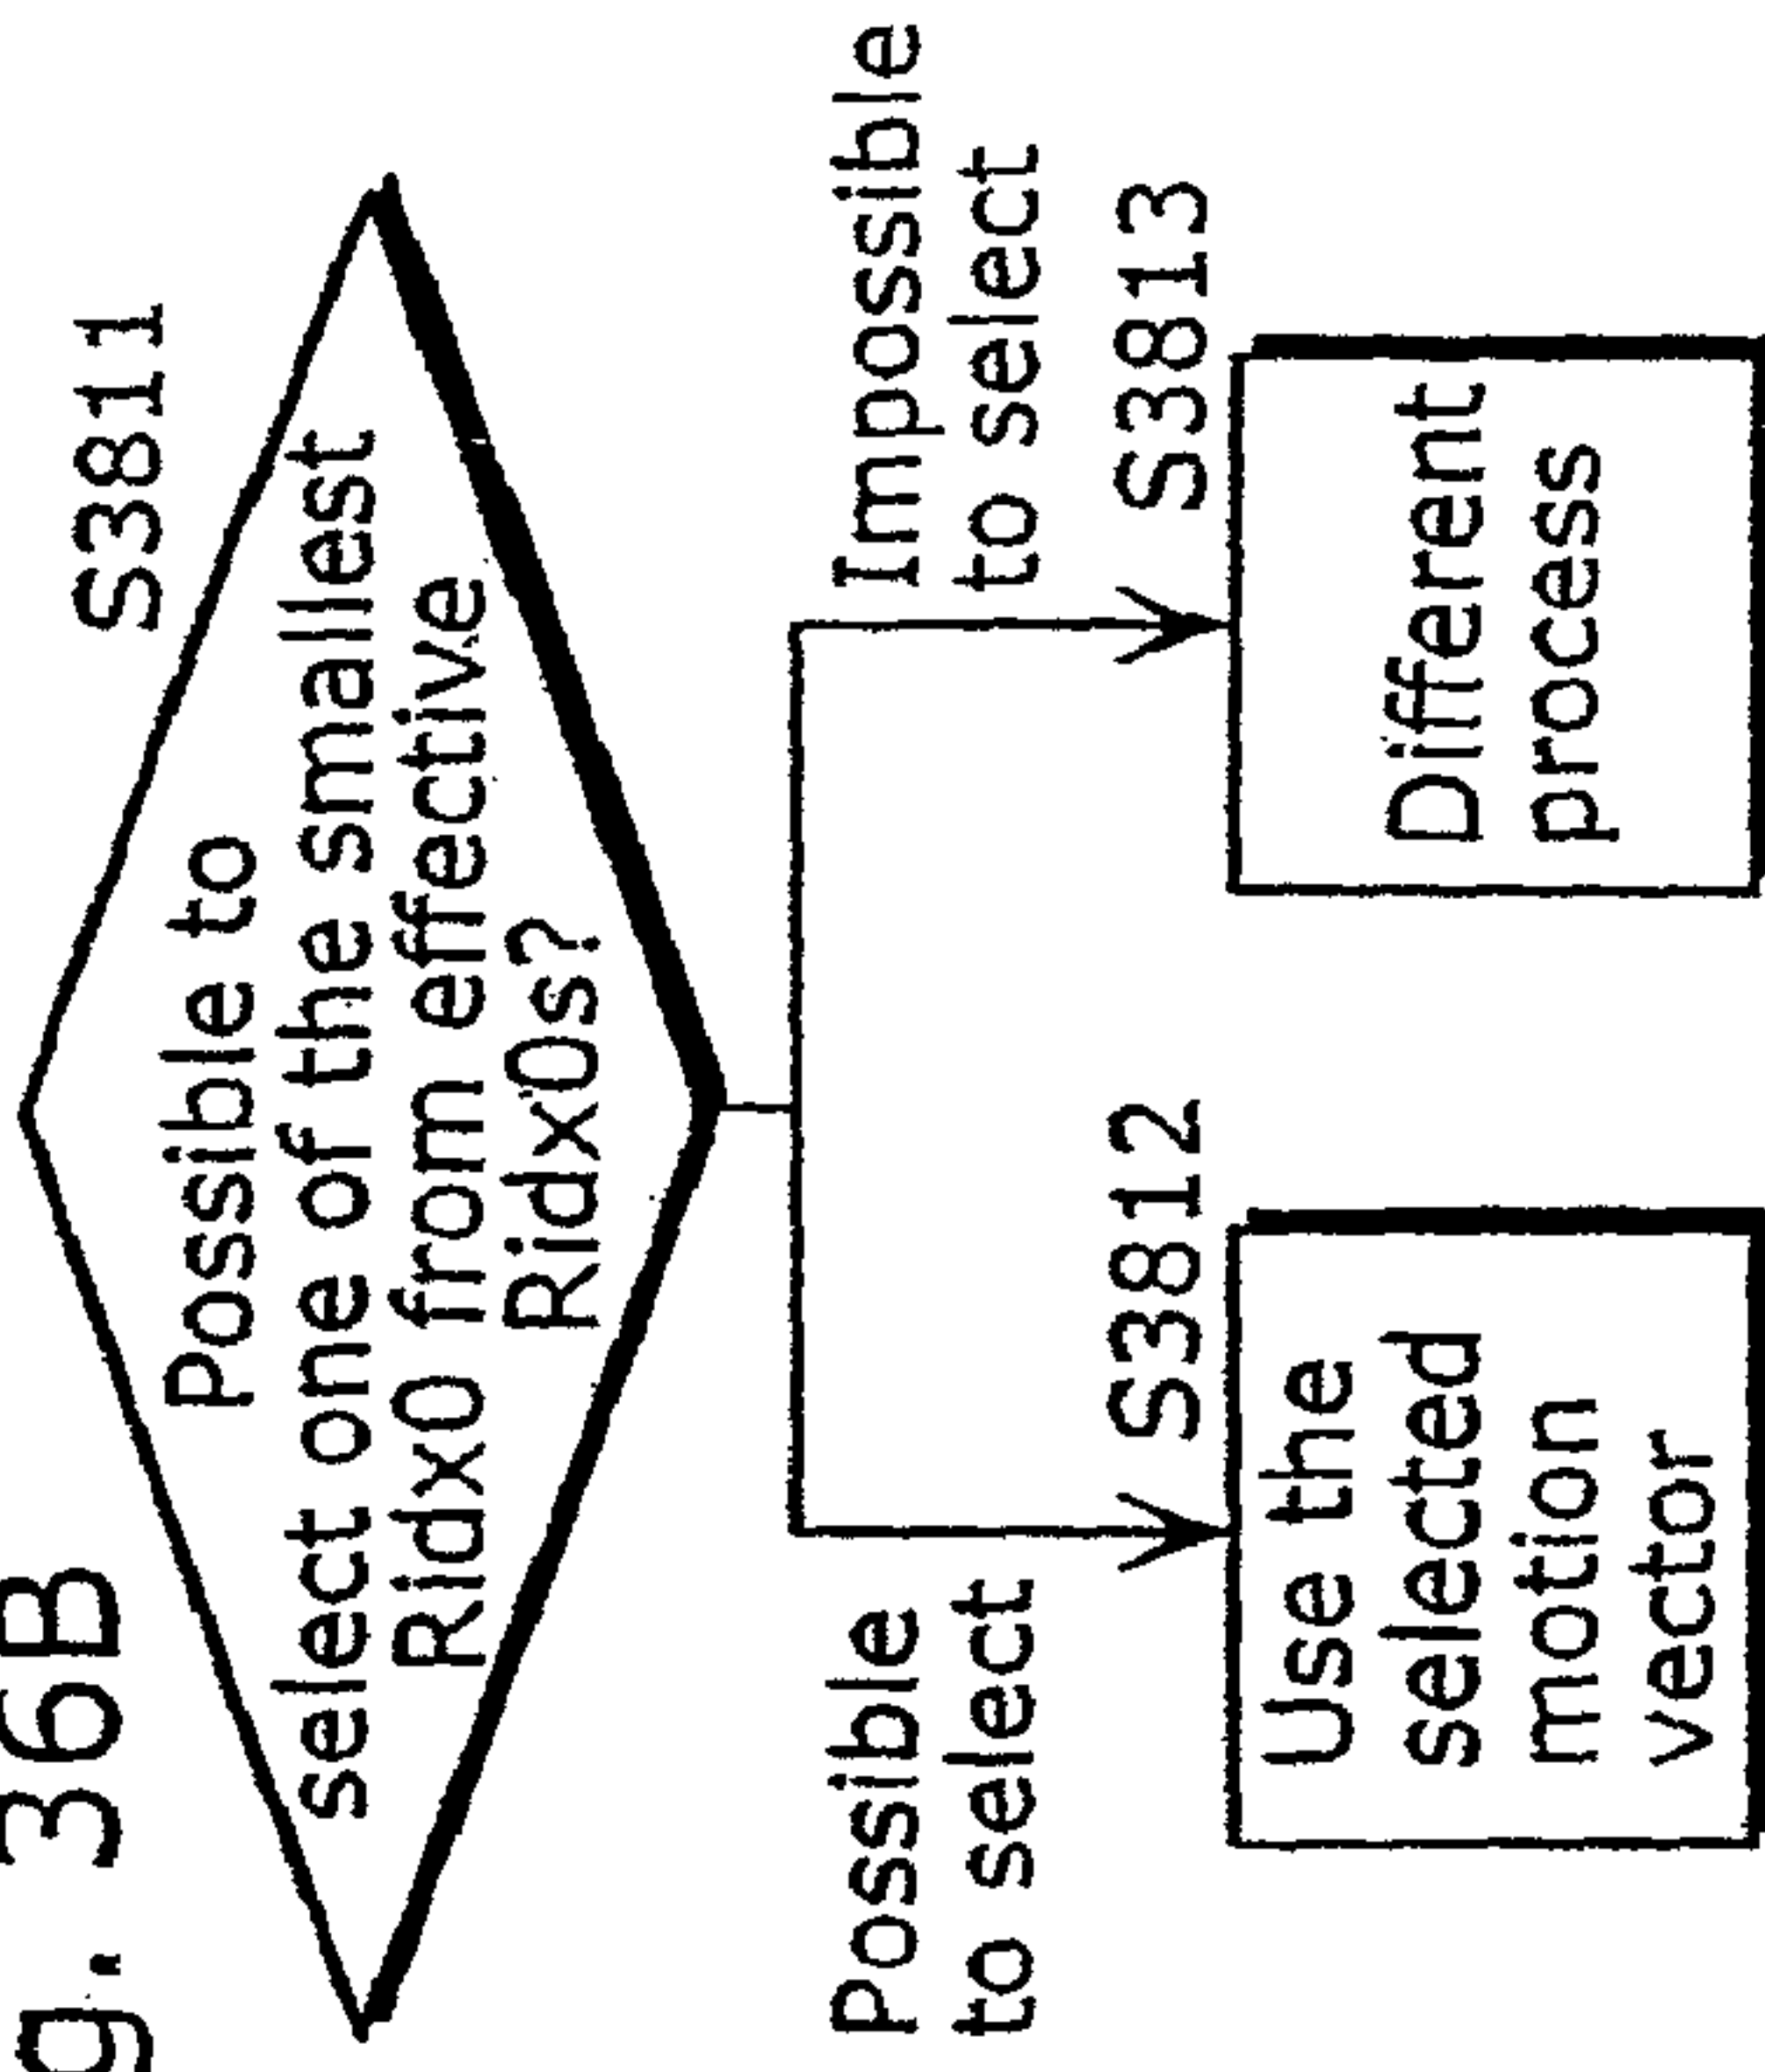 g. 36B
S3811
Possible to
select one of the smallest
Ridx0 from effective
Ridx0s?
Possible
to select
Impossible
to select
S3812
Use the
selected
motion
vector
S3813
Different
process